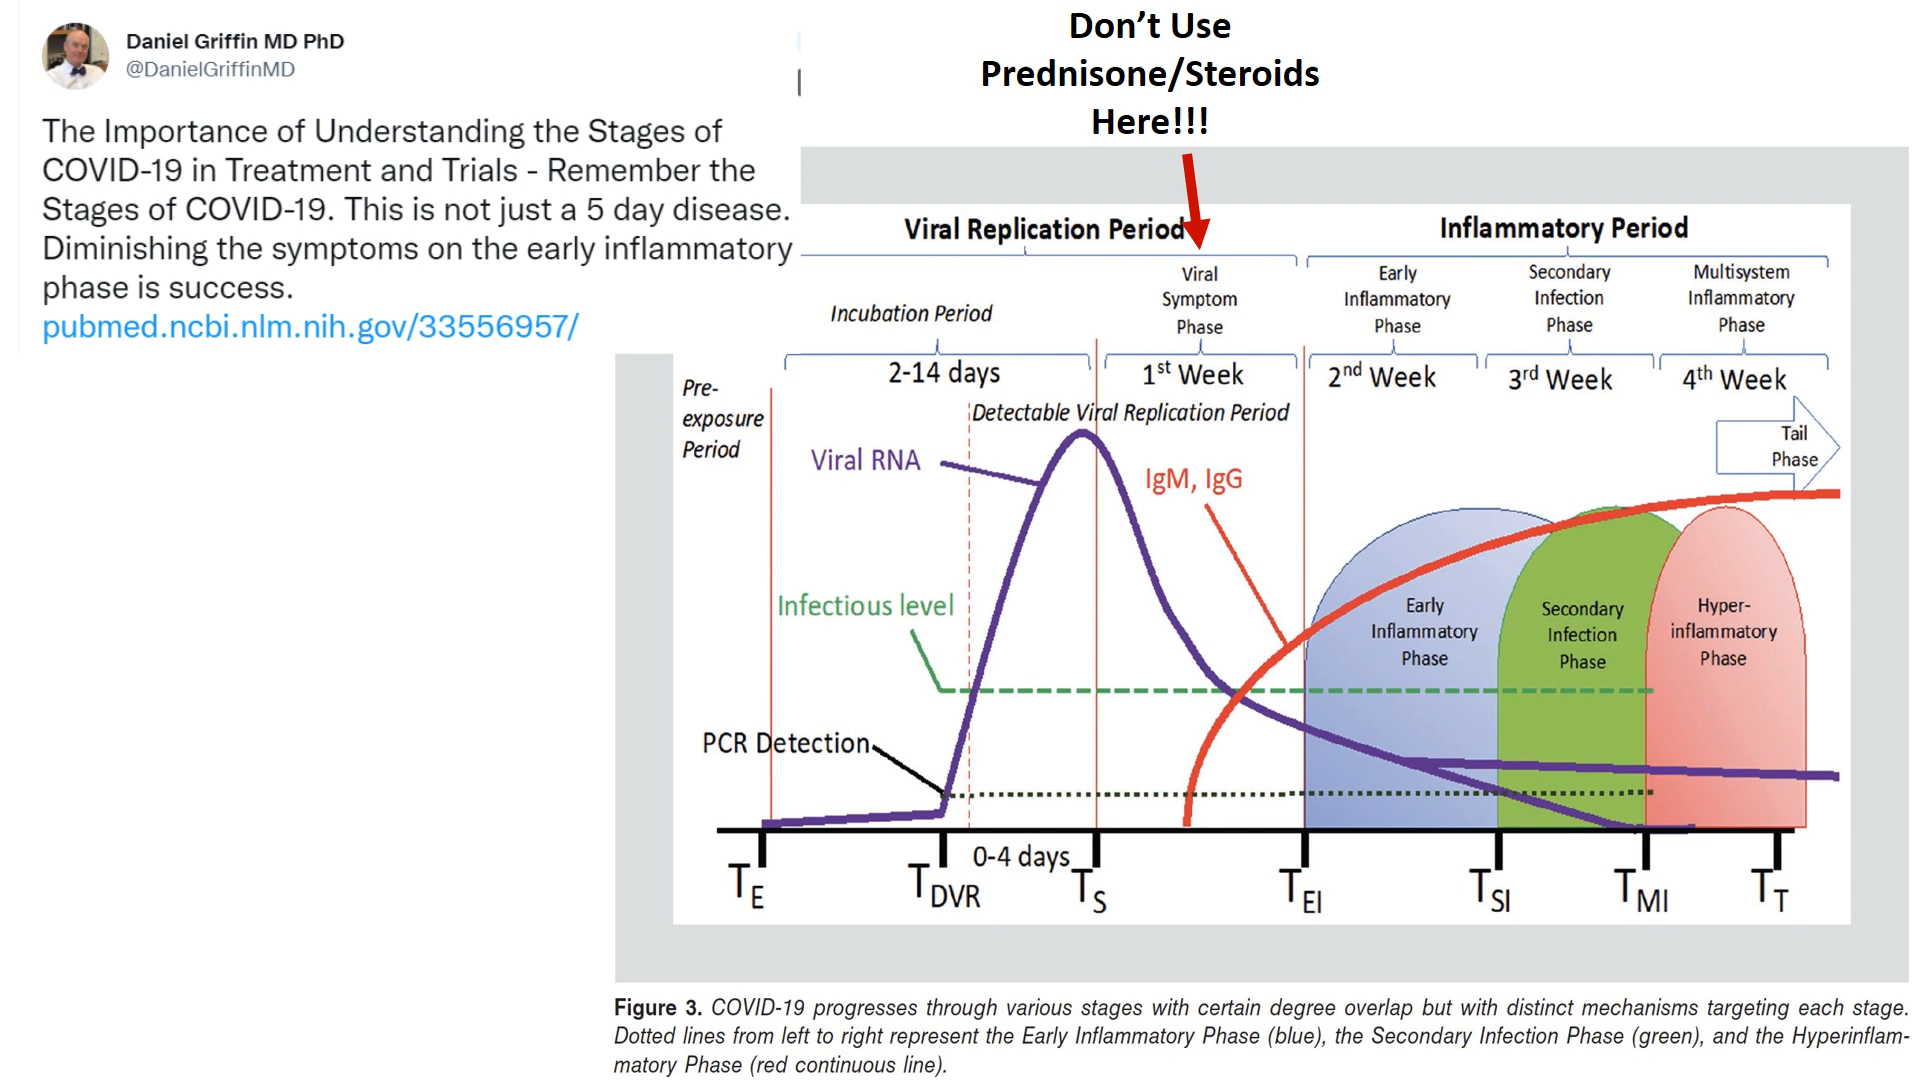 Daniel Griffin MD PhD
@DanielGriffinMD
The Importance of Understanding the Stages of
COVID-19 in Treatment and Trials - Remember the
Stages of COVID-19. This is not just a 5 day disease.
Diminishing the symptoms on the early inflammatory
phase is success.
pubmed.ncbi.nlm.nih.gov/33556957/
Don’t Use
Prednisone/Steroids
Here!!!
Viral Replication Period
Inflammatory Period
Incubation Period
Viral
Symptom
Phase
Early
Inflammatory
Phase
Secondary
Infection
Phase
Multisystem
Inflammatory
Phase
2-14 days
1st Week
2nd Week
3rd Week
4th Week
Pre-
exposure
Period
Detectable Viral Replication Period
Tail
Phase
Viral RNA
IgM, IgG
Infectious level
Early
Inflammatory
Phase
Secondary
Infection
Phase
Hyper-
inflammatory
Phase
PCR Detection
0-4 days
TE
TDVR
TS
TEI
TSI
TMI
TT
Figure 3. COVID-19 progresses through various stages with certain degree overlap but with distinct mechanisms targeting each stage.
Dotted lines from left to right represent the Early Inflammatory Phase (blue), the Secondary Infection Phase (green), and the Hyperinflam-
matory Phase (red continuous line).